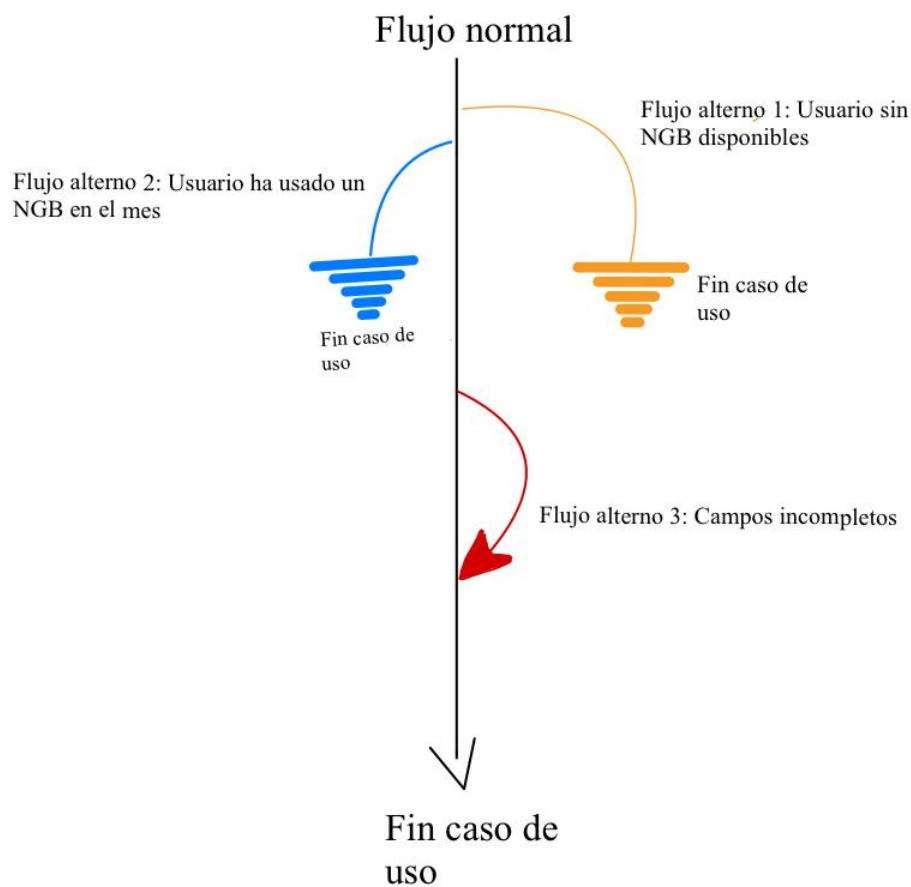 Flujo normal
Flujo alterno 1: Usuario sin
NGB disponibles
Flujo alterno 2: Usuario ha usado un
NGB en el mes
Fin caso de
uso
Fin caso de
uso
Flujo alterno 3: Campos incompletos
Fin caso de
uso